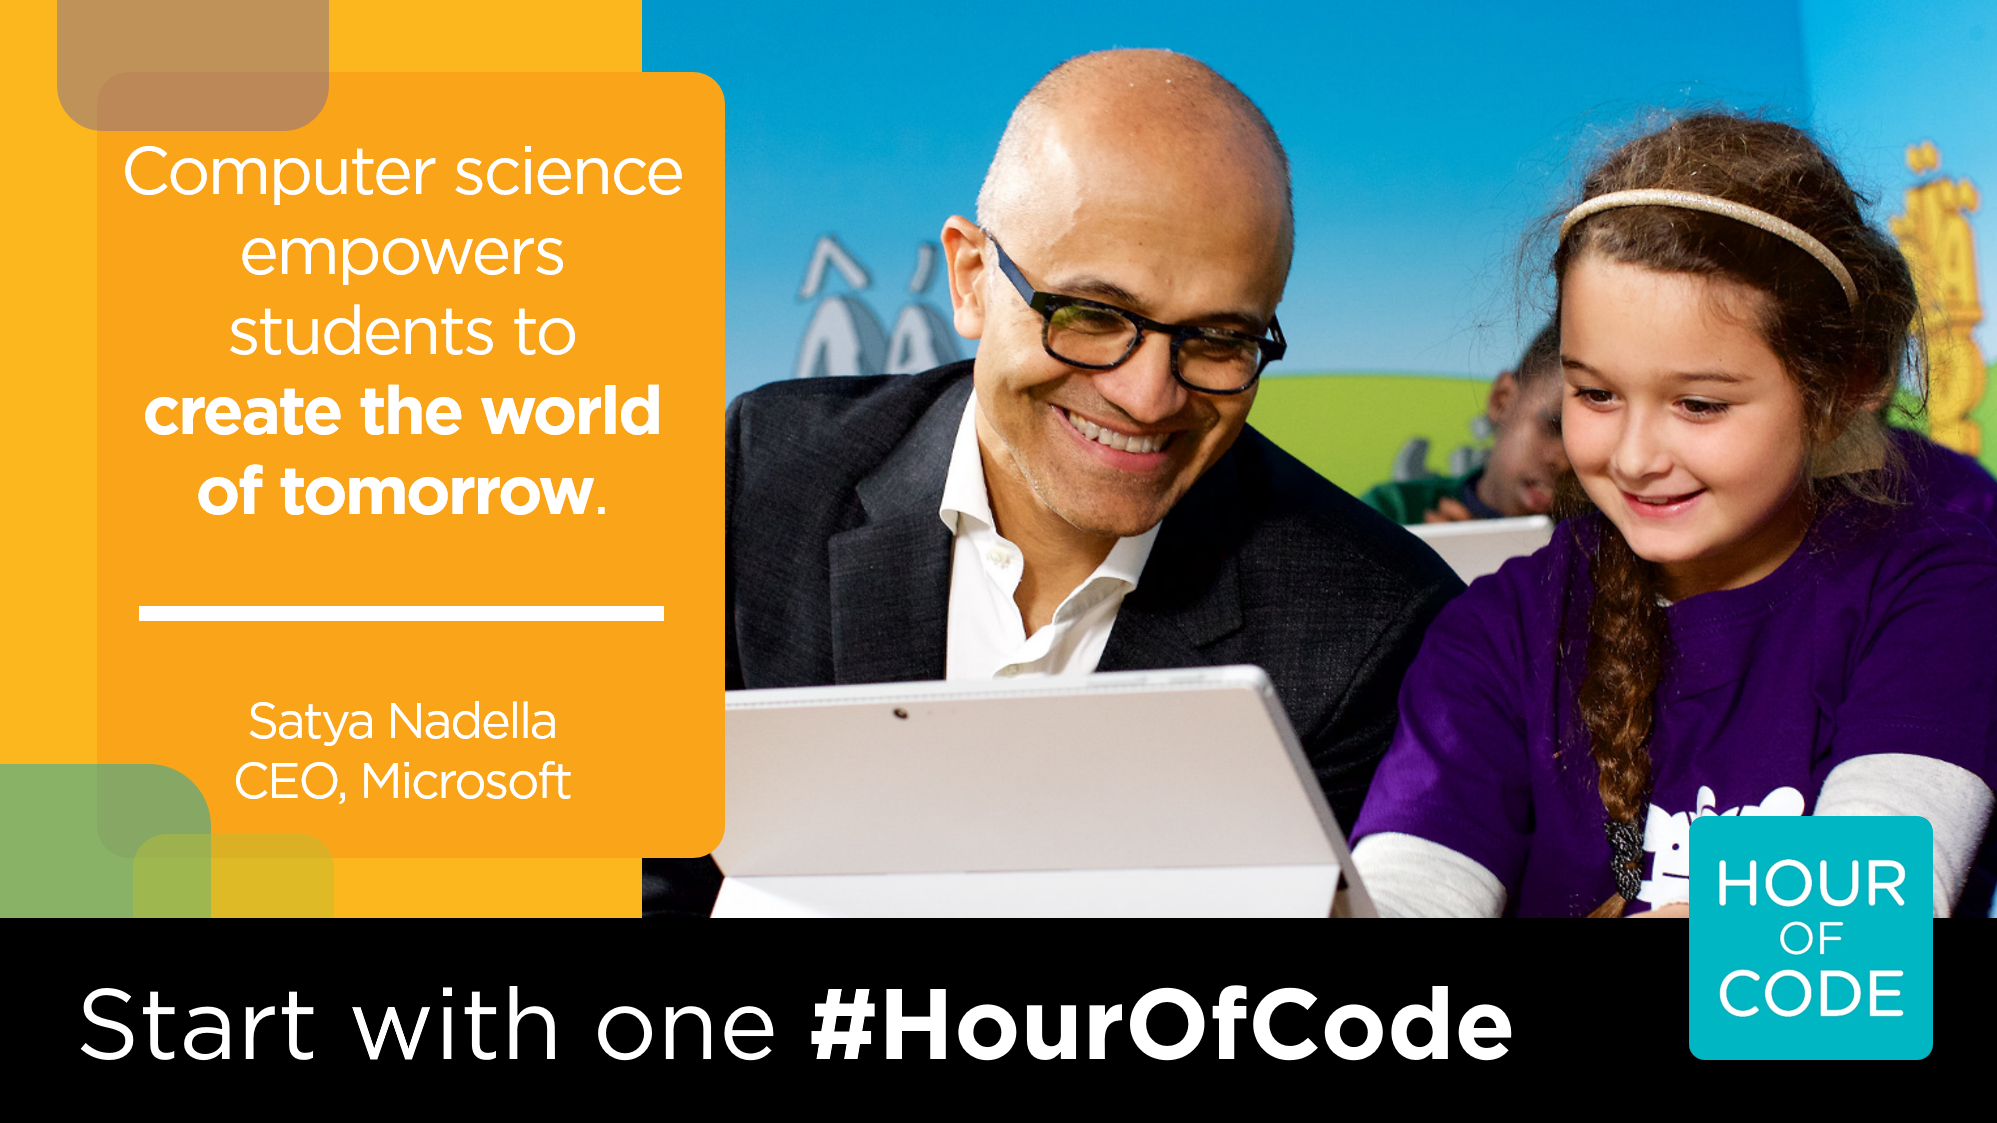 Computer science
empowers
students to
create the world
of tomorrow.
Satya Nadella
CEO, Microsoft
Start with one #HourOfCode
HOUR
OF
CODE